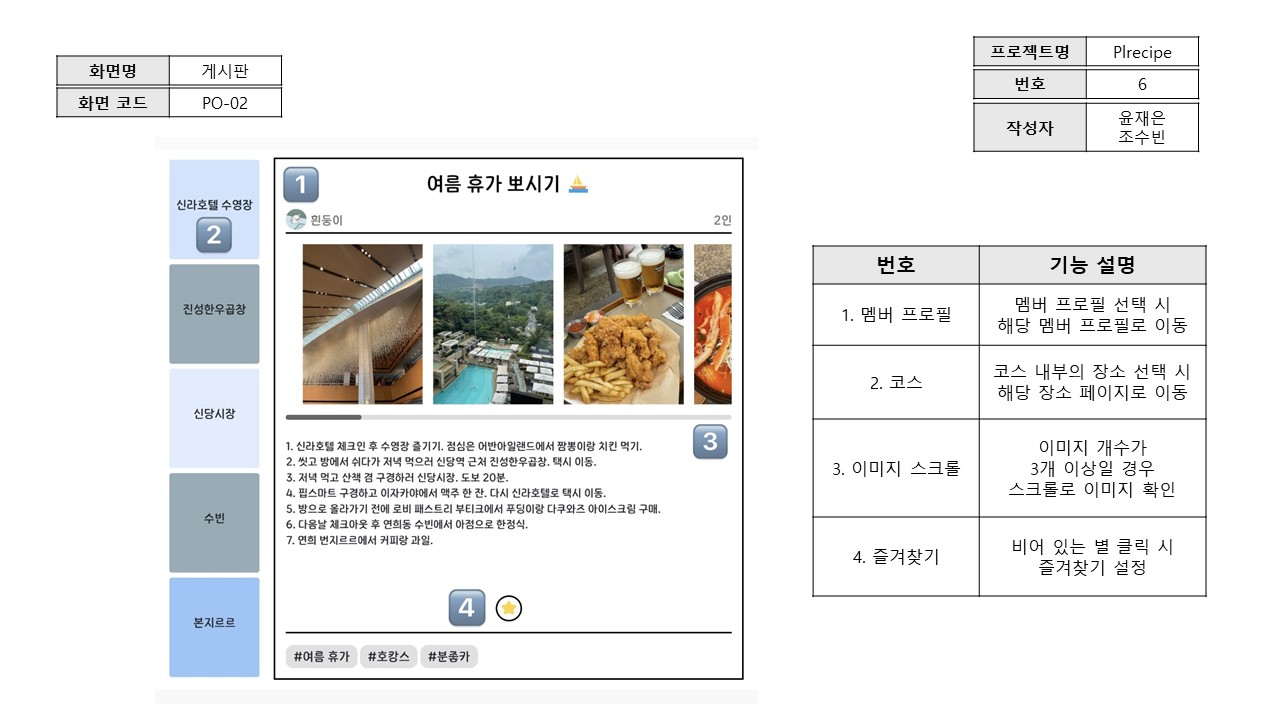 화면명 게시판
화면 코드 PO-02
프로젝트명 Plrecipe
번호 6
작성자 윤재은
조수빈
신라호텔 수영장
2
진성한우곱창
신당시장
수빈
본지르르
1 여름 휴가 뽀시기
흰둥이 2인
3
1. 신라호텔 체크인 후 수영장 즐기기. 점심은 어반아일랜드에서 짬뽕이랑 치킨 먹기.
2. 씻고 방에서 쉬다가 저녁 먹으러 신당역 근처 진성한우곱창. 택시 이동.
3. 저녁 먹고 산책 겸 구경하러 신당시장. 도보 20분.
4. 핍스마트 구경하고 이자카야에서 맥주 한 잔. 다시 신라호텔로 택시 이동.
5. 방으로 올라가기 전에 로비 패스트리 부티크에서 푸딩이랑 다쿠와즈 아이스크림 구매.
6. 다음날 체크아웃 후 연희동 수빈에서 아점으로 한정식.
7. 연희 번지르르에서 커피랑 과일.
4
#여름 휴가 #호캉스 #분좋카
번호 기능 설명
1. 멤버 프로필 멤버 프로필 선택 시
해당 멤버 프로필로 이동
2. 코스 코스 내부의 장소 선택 시
해당 장소 페이지로 이동
3. 이미지 스크롤 이미지 개수가
3개 이상일 경우
스크롤로 이미지 확인
4. 즐겨찾기 비어 있는 별 클릭 시
즐겨찾기 설정